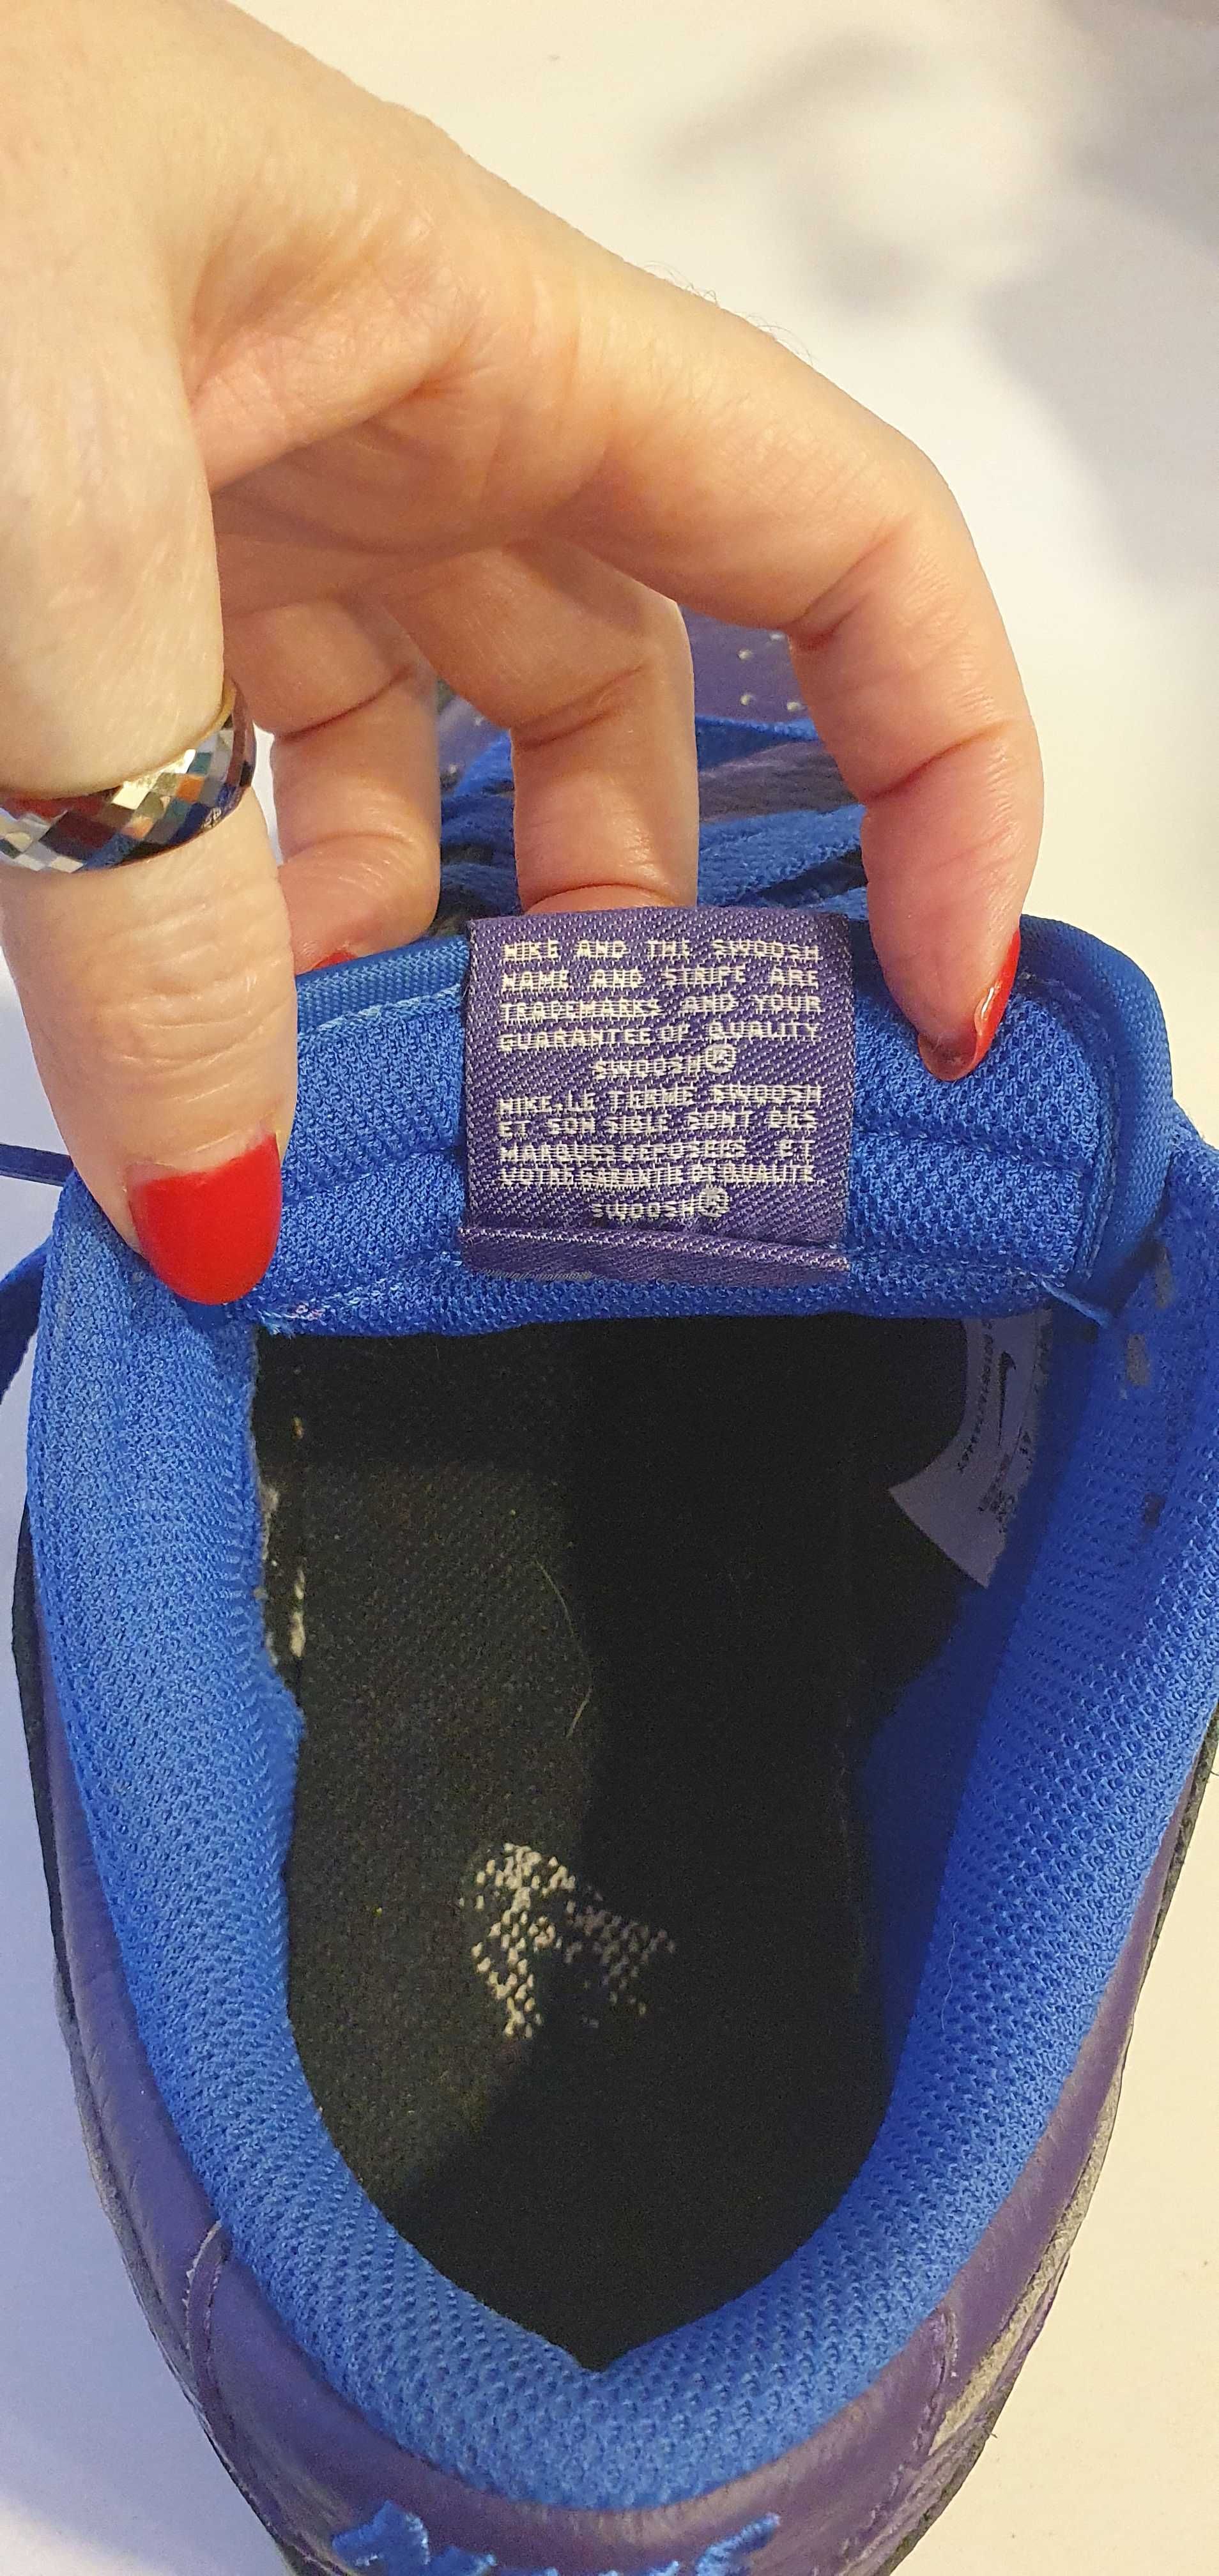 NIKE AND THE SWOOSH
NAME AND STRIPE ARE
TRADEMARKS AND YOUR
GUARANTEE OF QUALITY
SWOOSH®
NIKE,LE TERME SWOOSH
ET SON SIGLE SONT DES
MARQUES DEPOSEES ET
VOTRE GARANTIE DE QUALITE
SWOOSH®